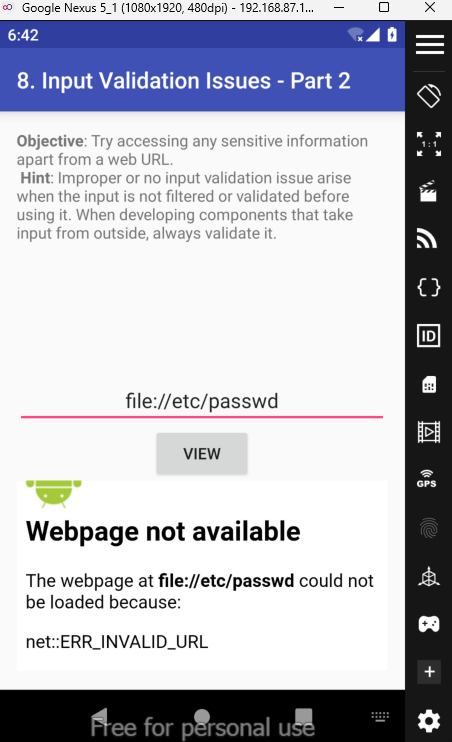 Google Nexus 5_1 (1080x1920, 480dpi) - 192.168.87.1...
6:42
8. Input Validation Issues - Part 2
Objective: Try accessing any sensitive information
apart from a web URL.
Hint: Improper or no input validation issue arise
when the input is not filtered or validated before
using it. When developing components that take
input from outside, always validate it.
file://etc/passwd
VIEW
Webpage not available
The webpage at file://etc/passwd could not
be loaded because:
net::ERR_INVALID_URL
Free for personal use
1:1
ID
GPS